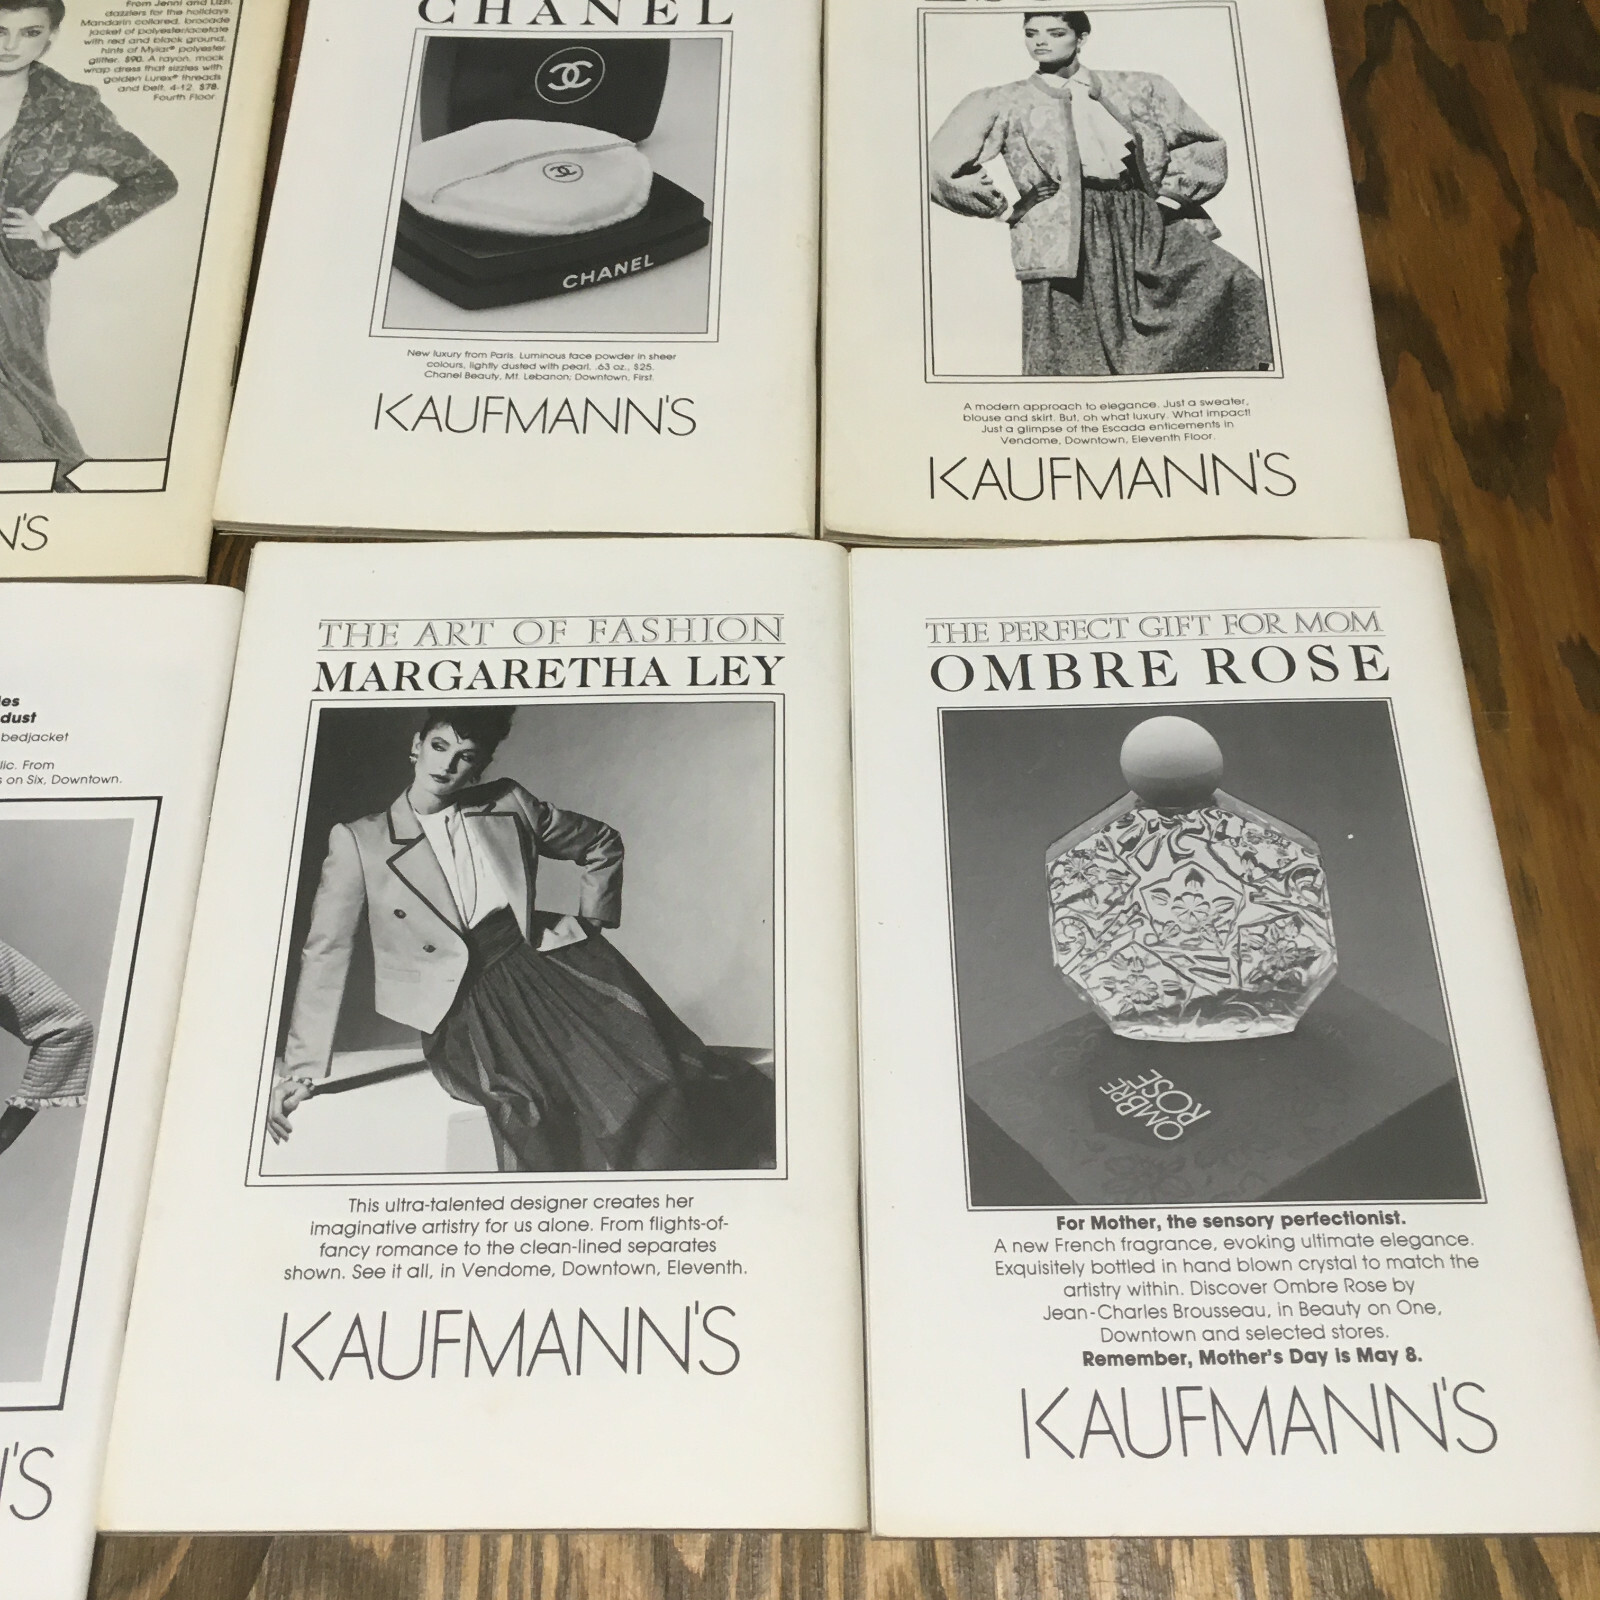 From Jenni and Lizzi,
dazzlers for the holidays.
Mandarin collared, brocade
jacket of polyester/acetate
with red and black ground,
hints of Mylar® polyester
glitter, $90. A rayon, mock
wrap dress that sizzles with
golden Lurex® threads
and belt, 4-12, $78.
Fourth Floor.
N'S
CHANEL
CHANEL
New luxury from Paris. Luminous face powder in sheer
colours, lightly dusted with pearl. .63 oz., $25.
Chanel Beauty, Mt. Lebanon; Downtown, First.
KAUFMANN'S
A modern approach to elegance. Just a sweater,
blouse and skirt. But, oh what luxury. What impact!
Just a glimpse of the Escada enticements in
Vendome, Downtown, Eleventh Floor.
KAUFMANN'S
es
dust
bedjacket
lic. From
s on Six, Downtown.
'S
THE ART OF FASHION
MARGARETHA LEY
This ultra-talented designer creates her
imaginative artistry for us alone. From flights-of-
fancy romance to the clean-lined separates
shown. See it all, in Vendome, Downtown, Eleventh.
KAUFMANN'S
THE PERFECT GIFT FOR MOM
OMBRE ROSE
OMBRE
ROSE
For Mother, the sensory perfectionist.
A new French fragrance, evoking ultimate elegance.
Exquisitely bottled in hand blown crystal to match the
artistry within. Discover Ombre Rose by
Jean-Charles Brousseau, in Beauty on One,
Downtown and selected stores.
Remember, Mother's Day is May 8.
KAUFMANN'S